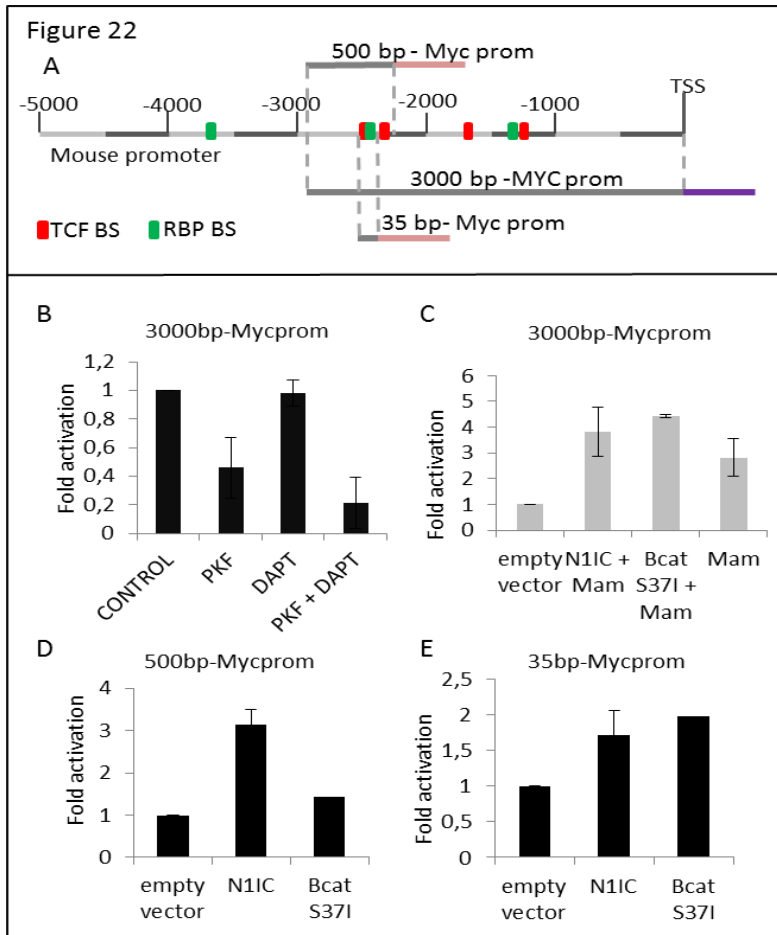 Figure 22
A
500 bp - Myc prom
-5000 -4000 -3000 -2000 -1000 TSS
Mouse promoter
3000 bp -MYC prom
TCF BS RBP BS
35 bp- Myc prom
B
3000bp-Mycprom
Fold activation
1,2
1
0,8
0,6
0,4
0,2
0
CONTROL PKF DAPT PKF + DAPT
C
3000bp-Mycprom
Fold activation
6
5
4
3
2
1
0
empty N1IC + Bcat Mam
vector Mam S37I +
Mam
D
500bp-Mycprom
Fold activation
4
3
2
1
0
empty N1IC Bcat
vector S37I
E
35bp-Mycprom
Fold activation
2,5
2
1,5
1
0,5
0
empty N1IC Bcat
vector S37I